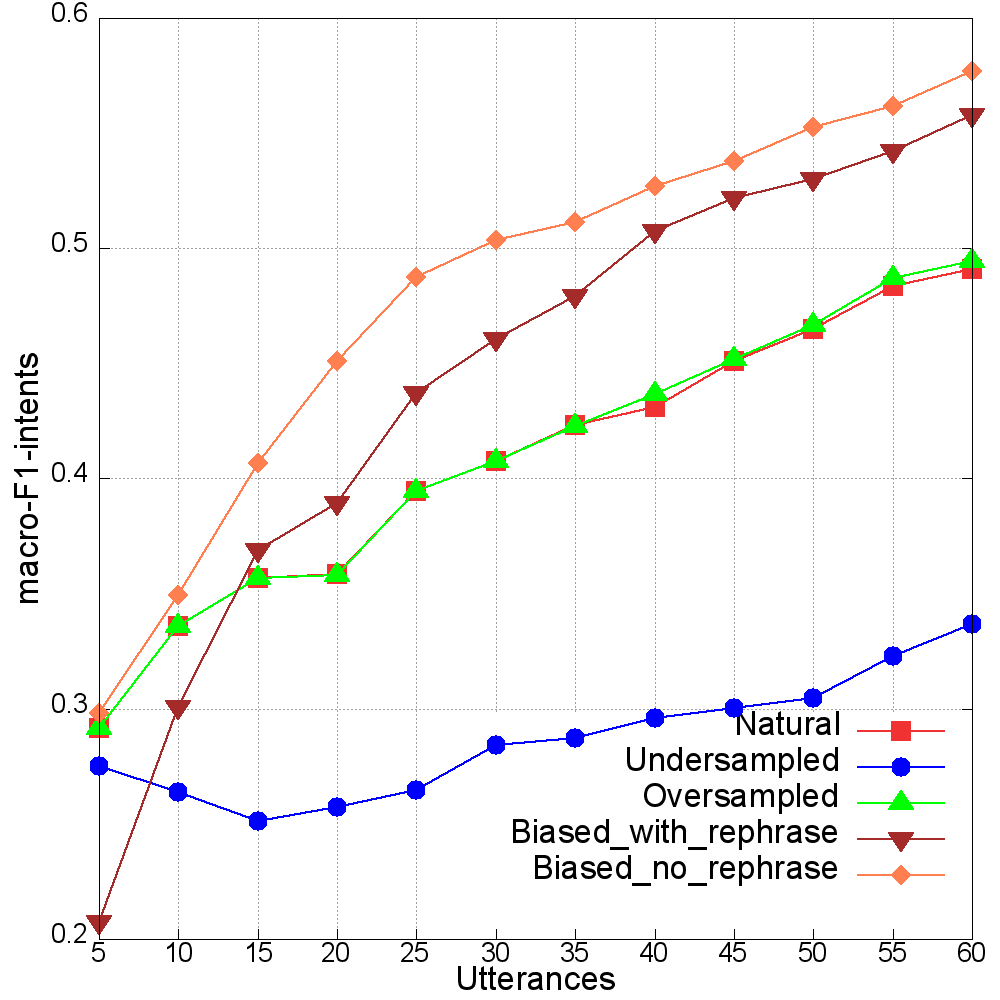 0.6
0.5
0.4
0.3
0.2
macro-F1-intents
Natural
Undersampled
Oversampled
Biased_with_rephrase
Biased_no_rephrase
5 10 15 20 25 30 35 40 45 50 55 60
Utterances